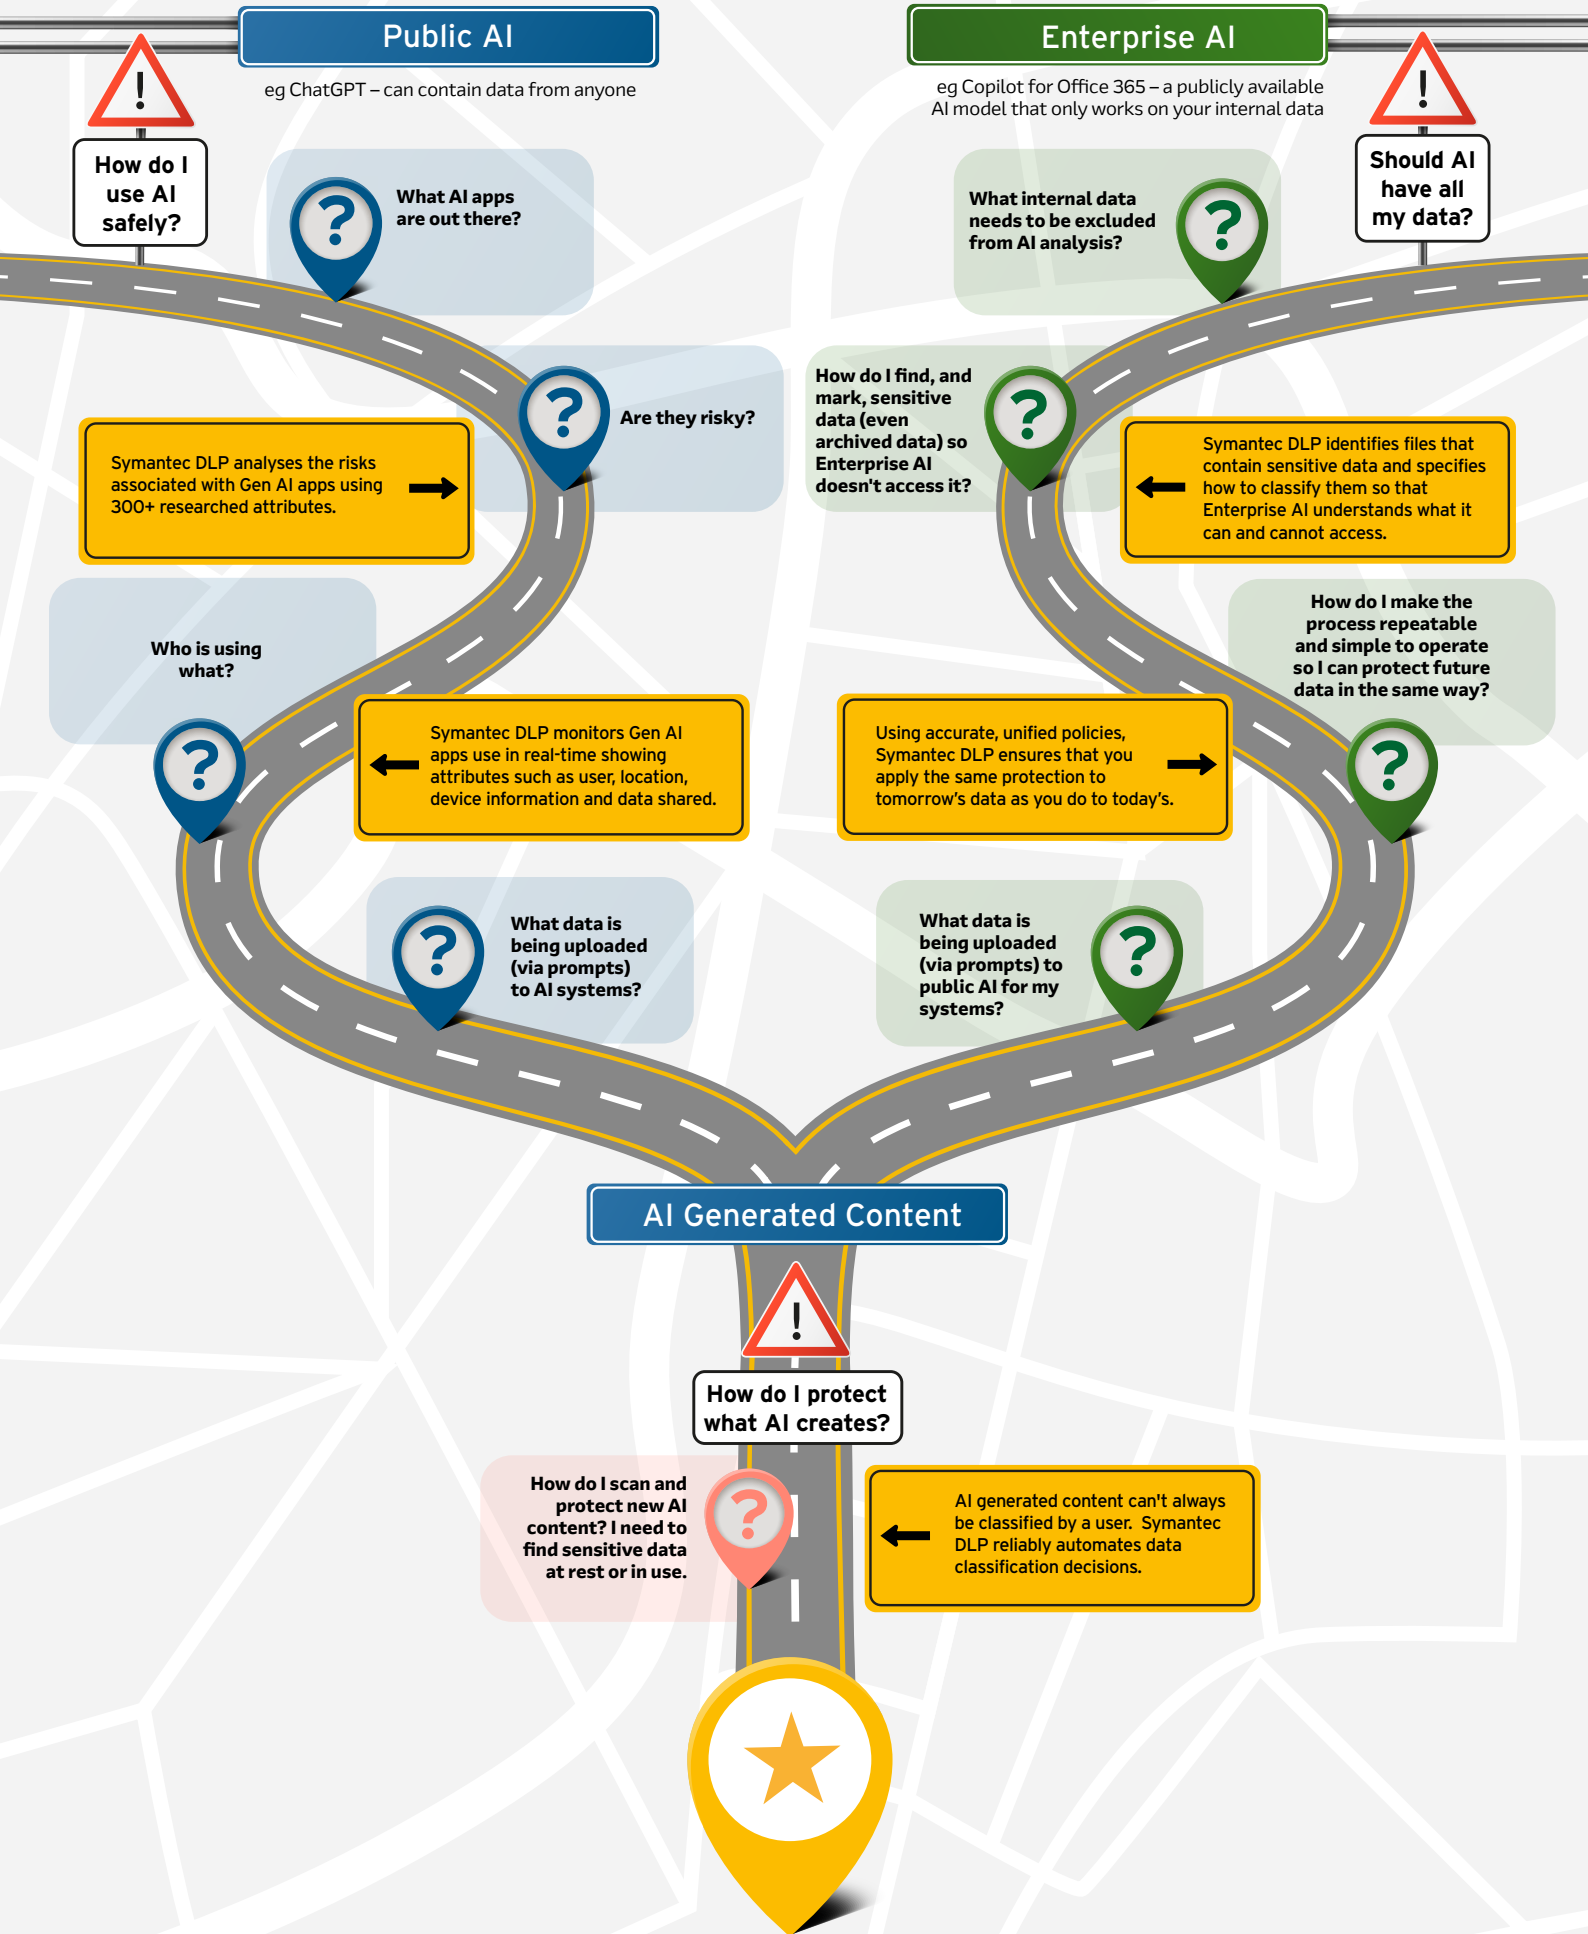 Public AI
eg ChatGPT – can contain data from anyone
!
How do I
use AI
safely?
?
What AI apps
are out there?
?
Are they risky?
Symantec DLP analyses the risks
associated with Gen AI apps using
300+ researched attributes.
Who is using
what?
?
Symantec DLP monitors Gen AI
apps use in real-time showing
attributes such as user, location,
device information and data shared.
?
What data is
being uploaded
(via prompts)
to AI systems?
Enterprise AI
eg Copilot for Office 365 – a publicly available
AI model that only works on your internal data
!
Should AI
have all
my data?
What internal data
needs to be excluded
from AI analysis?
?
How do I find, and
mark, sensitive
data (even
archived data) so
Enterprise AI
doesn't access it?
?
Symantec DLP identifies files that
contain sensitive data and specifies
how to classify them so that
Enterprise AI understands what it
can and cannot access.
How do I make the
process repeatable
and simple to operate
so I can protect future
data in the same way?
?
Using accurate, unified policies,
Symantec DLP ensures that you
apply the same protection to
tomorrow's data as you do to today's.
What data is
being uploaded
(via prompts) to
public AI for my
systems?
?
AI Generated Content
!
How do I protect
what AI creates?
How do I scan and
protect new AI
content? I need to
find sensitive data
at rest or in use.
?
AI generated content can't always
be classified by a user.  Symantec
DLP reliably automates data
classification decisions.